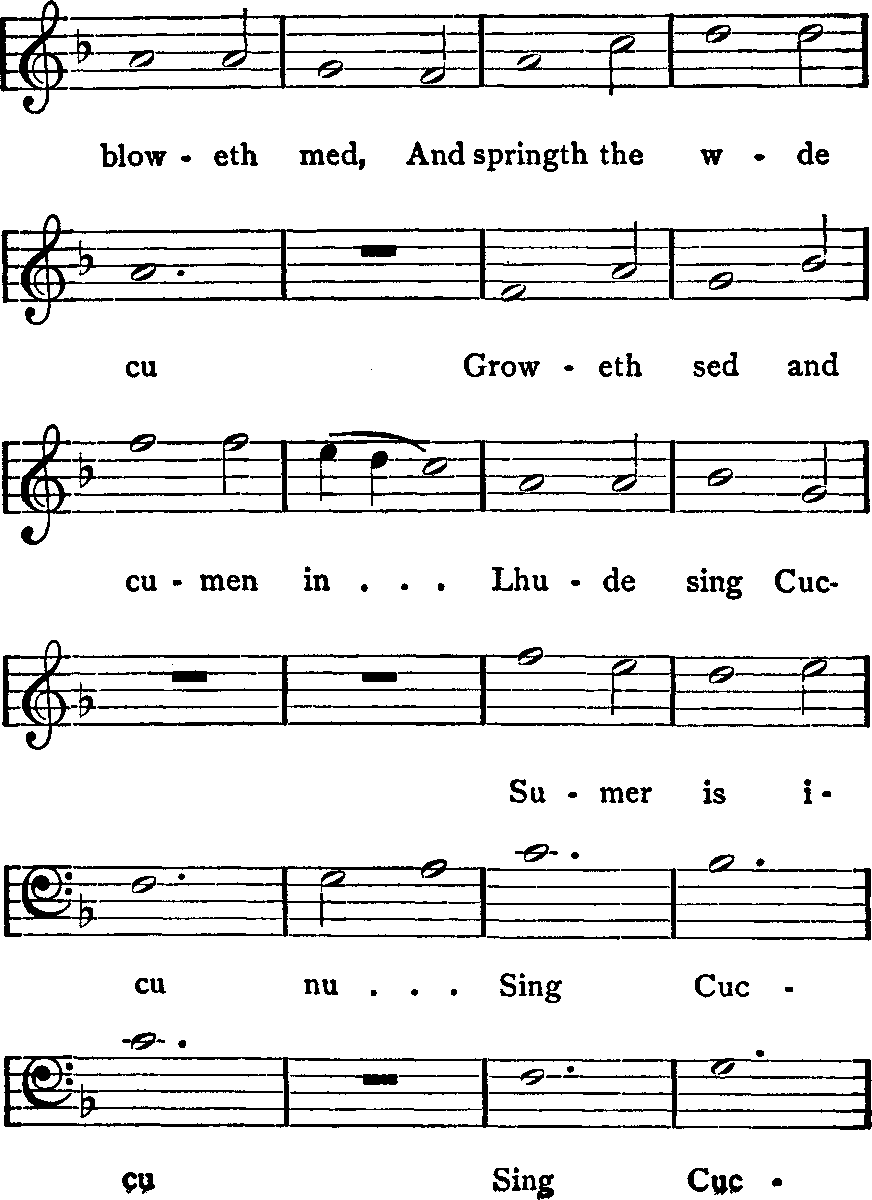 blow - eth med, And springth the w - de
cu Grow - eth sed and
cu - men in . . . Lhu - de sing Cuc-
Su - mer is i -
cu nu . . . Sing Cuc -
cu Sing Cuc -